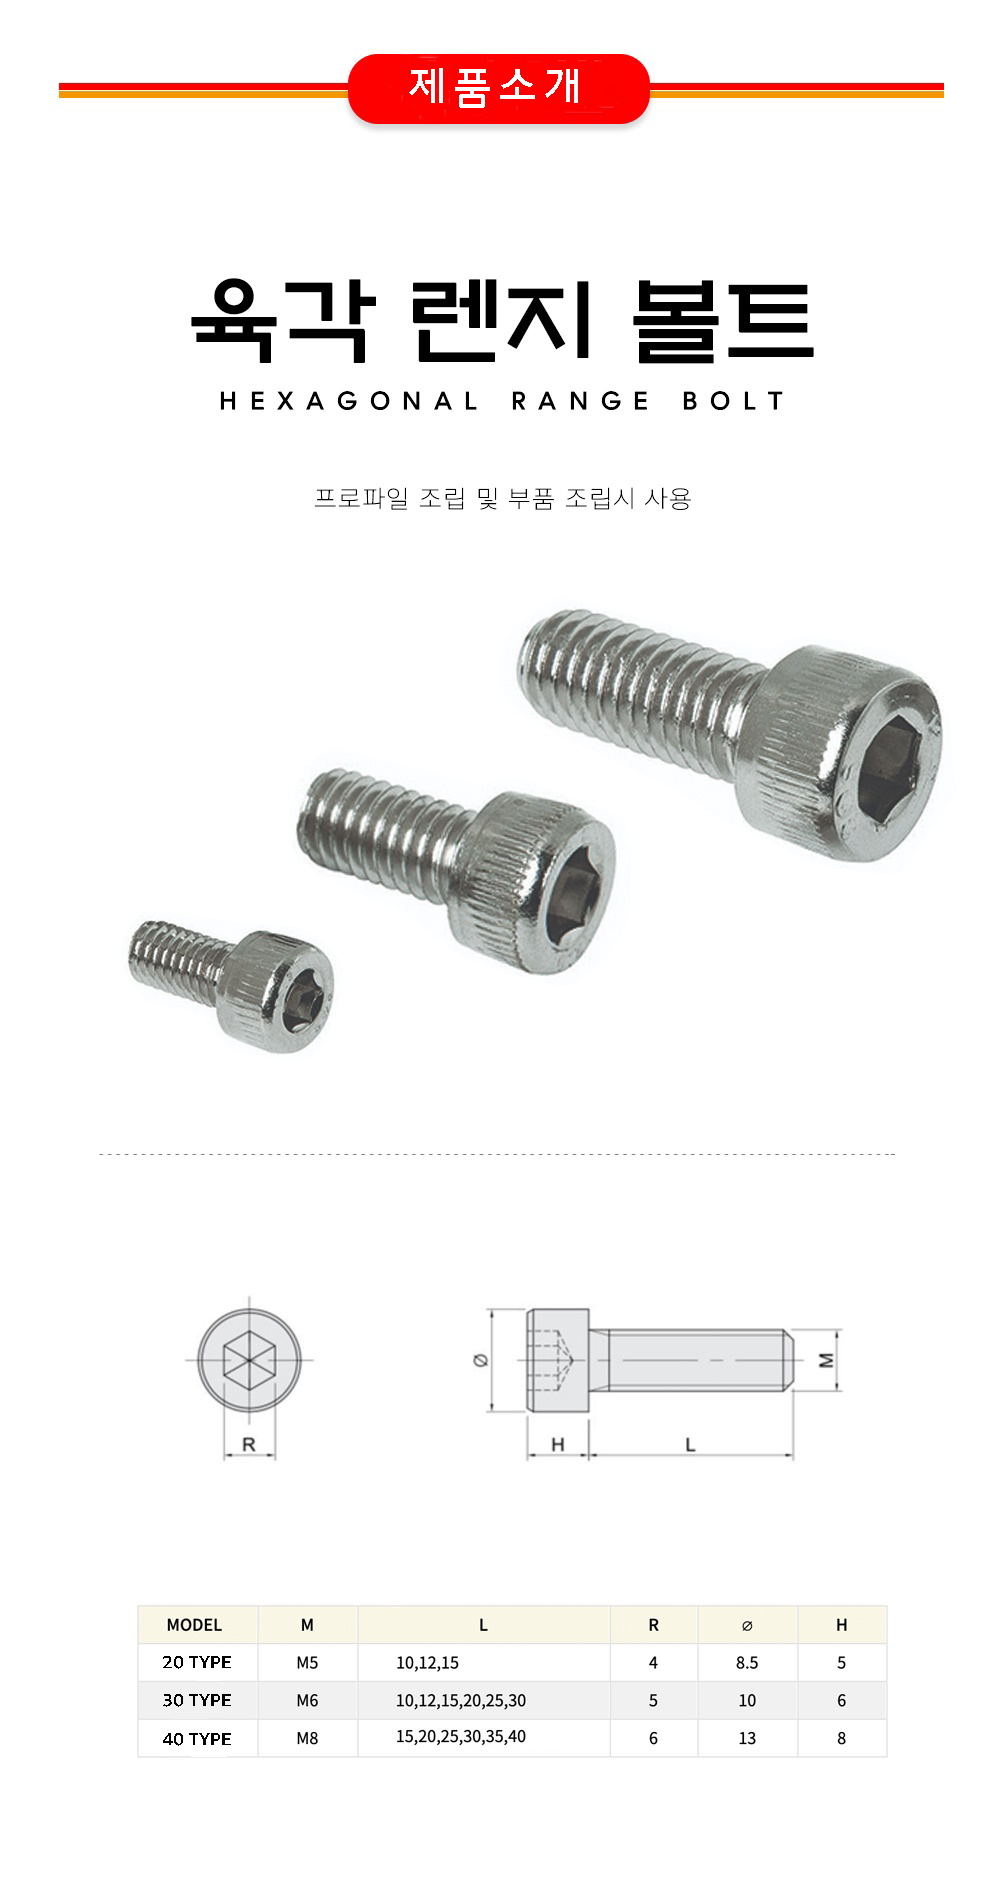 제품소개
육각 렌지 볼트
HEXAGONAL RANGE BOLT
프로파일 조립 및 부품 조립시 사용
R
Ø
H
L
M
MODEL M L R ⌀ H
20 TYPE M5 10,12,15 4 8.5 5
30 TYPE M6 10,12,15,20,25,30 5 10 6
40 TYPE M8 15,20,25,30,35,40 6 13 8